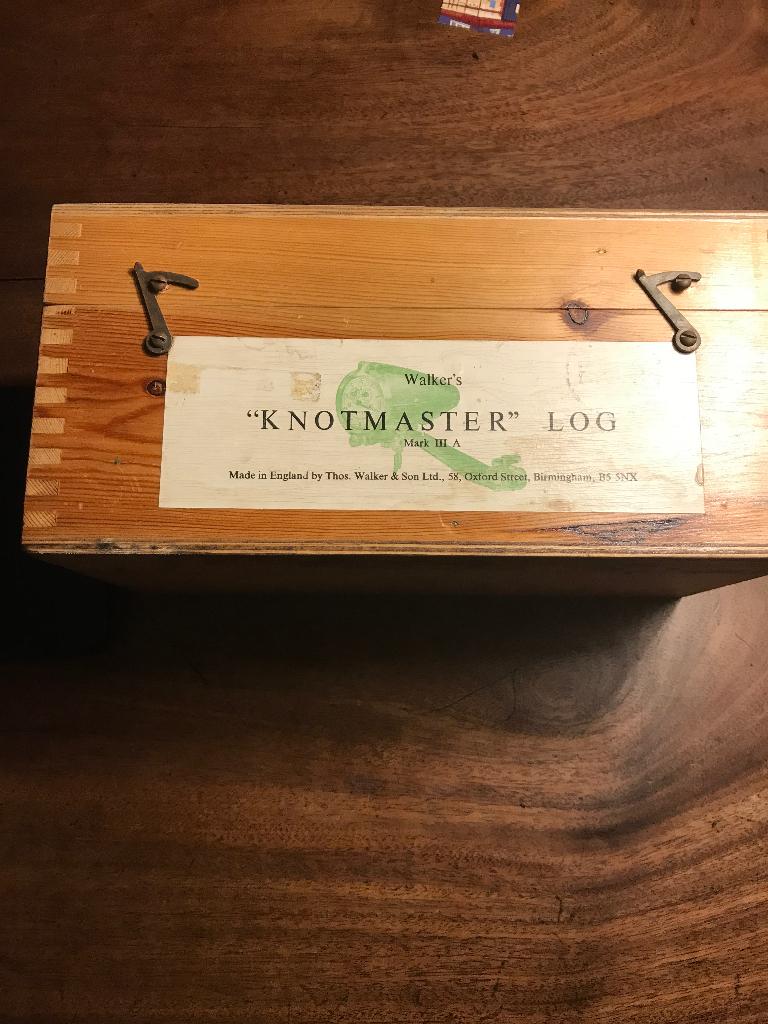 Walker's
“KNOTMASTER” LOG
Mark III A
Made in England by Thos. Walker & Son Ltd., 58, Oxford Street, Birmingham, B5 5NX